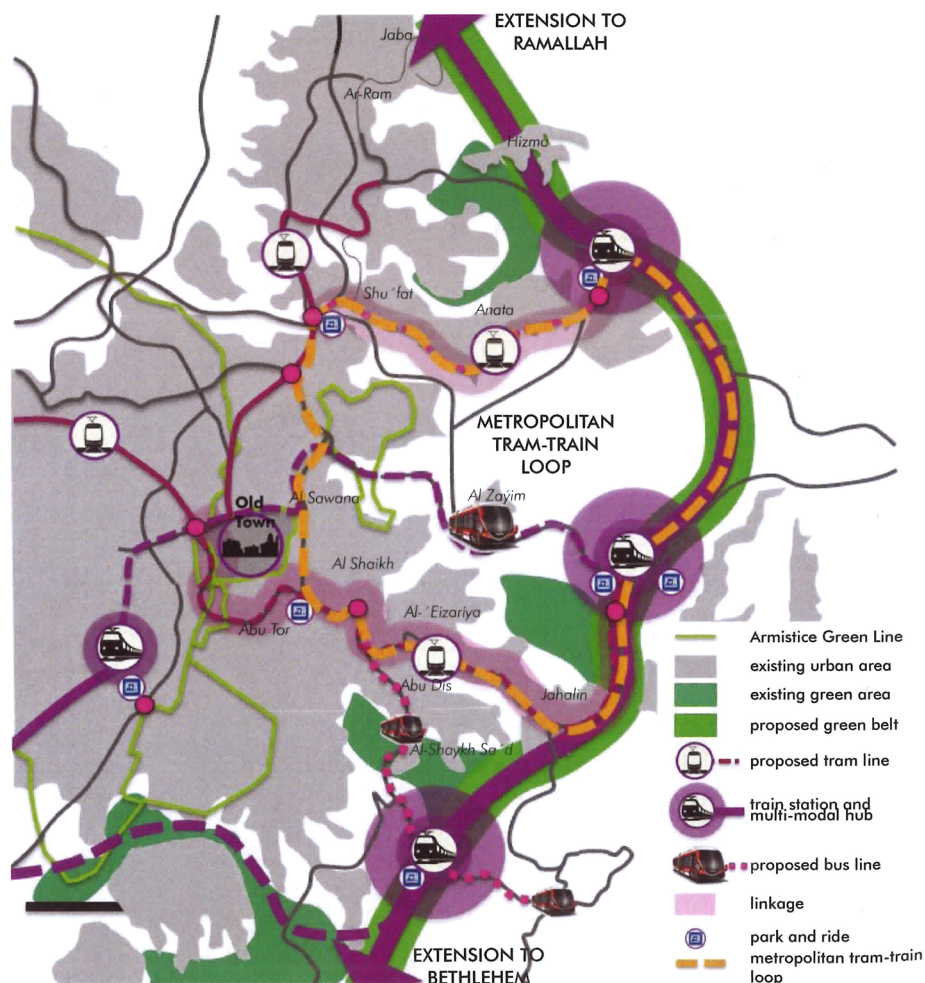 EXTENSION TO
RAMALLAH
Jaba
Ar-Ram
Hizmo
Shu'fat
Anata
METROPOLITAN
TRAM-TRAIN
LOOP
Al Zayim
Old
Town
Al Sawana
Al Shaikh
Abu Tor
Al-'Eizariya
Abu Dis
Jahalin
Al-Shaykh Sa'd
EXTENSION TO
BETHLEHEM
Armistice Green Line
existing urban area
existing green area
proposed green belt
proposed tram line
train station and
multi-modal hub
proposed bus line
linkage
park and ride
metropolitan tram-train
loop